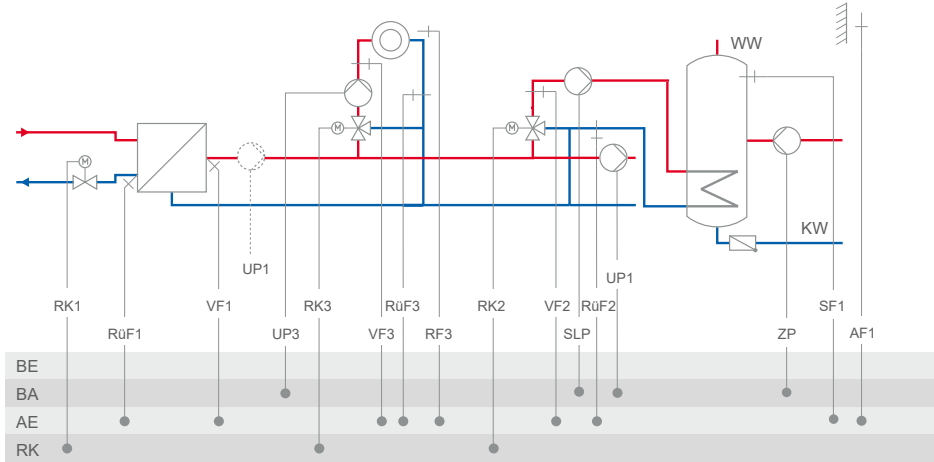 WW
M
M
M
KW
UP1
UP1
RK1
VF1
RK3
RüF3
RK2
VF2
RüF2
SF1
RüF1
UP3
VF3
RF3
SLP
ZP
AF1
BE
BA
AE
RK